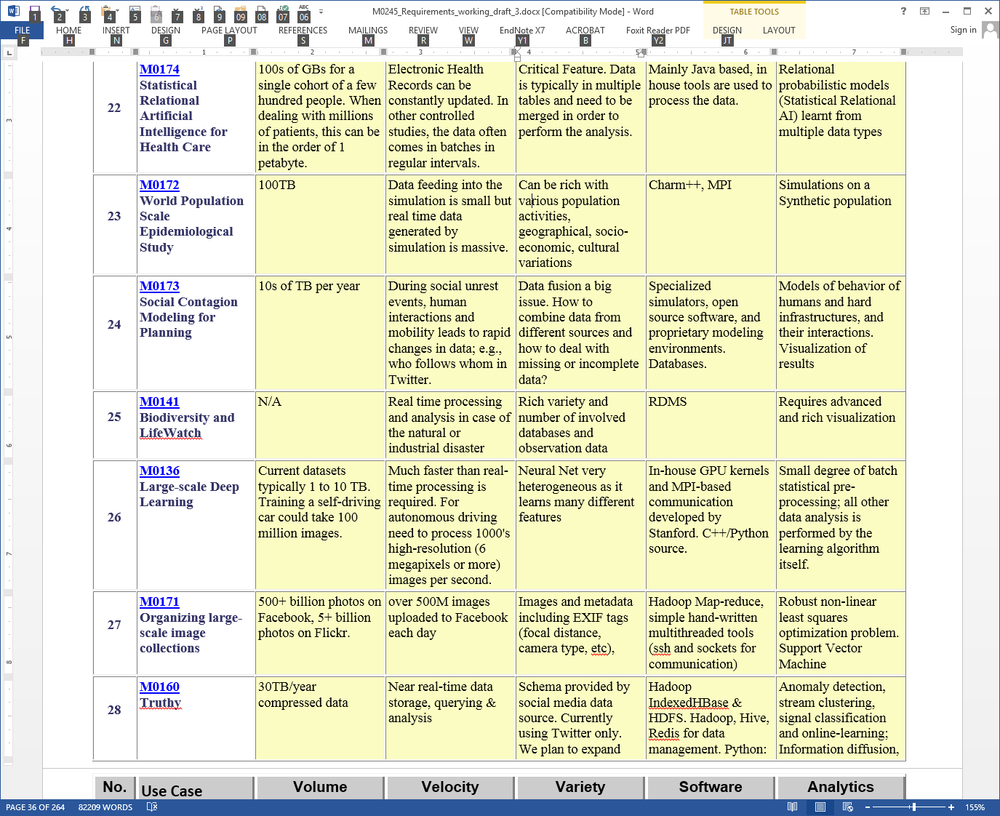 M0245_Requirements_working_draft_3.docx [Compatibility Mode] - Word
TABLE TOOLS
ABC
1 2 3 4 5 6 7 8 9 09 08 07 06
FILE HOME INSERT DESIGN PAGE LAYOUT REFERENCES MAILINGS REVIEW VIEW EndNote X7 ACROBAT Foxit Reader PDF DESIGN LAYOUT
Sign in
F H N G P S M R W Y1 B Y2 JT
1 2 3 4 5 6 7
22
M0174
Statistical
Relational
Artificial
Intelligence for
Health Care
100s of GBs for a
single cohort of a few
hundred people. When
dealing with millions
of patients, this can be
in the order of 1
petabyte.
Electronic Health
Records can be
constantly updated. In
other controlled
studies, the data often
comes in batches in
regular intervals.
Critical Feature. Data
is typically in multiple
tables and need to be
merged in order to
perform the analysis.
Mainly Java based, in
house tools are used to
process the data.
Relational
probabilistic models
(Statistical Relational
AI) learnt from
multiple data types
23
M0172
World Population
Scale
Epidemiological
Study
100TB
Data feeding into the
simulation is small but
real time data
generated by
simulation is massive.
Can be rich with
various population
activities,
geographical, socio-
economic, cultural
variations
Charm++, MPI
Simulations on a
Synthetic population
24
M0173
Social Contagion
Modeling for
Planning
10s of TB per year
During social unrest
events, human
interactions and
mobility leads to rapid
changes in data; e.g.,
who follows whom in
Twitter.
Data fusion a big
issue. How to
combine data from
different sources and
how to deal with
missing or incomplete
data?
Specialized
simulators, open
source software, and
proprietary modeling
environments.
Databases.
Models of behavior of
humans and hard
infrastructures, and
their interactions.
Visualization of
results
25
M0141
Biodiversity and
LifeWatch
N/A
Real time processing
and analysis in case of
the natural or
industrial disaster
Rich variety and
number of involved
databases and
observation data
RDMS
Requires advanced
and rich visualization
26
M0136
Large-scale Deep
Learning
Current datasets
typically 1 to 10 TB.
Training a self-driving
car could take 100
million images.
Much faster than real-
time processing is
required. For
autonomous driving
need to process 1000's
high-resolution (6
megapixels or more)
images per second.
Neural Net very
heterogeneous as it
learns many different
features
In-house GPU kernels
and MPI-based
communication
developed by
Stanford. C++/Python
source.
Small degree of batch
statistical pre-
processing; all other
data analysis is
performed by the
learning algorithm
itself.
27
M0171
Organizing large-
scale image
collections
500+ billion photos on
Facebook, 5+ billion
photos on Flickr.
over 500M images
uploaded to Facebook
each day
Images and metadata
including EXIF tags
(focal distance,
camera type, etc),
Hadoop Map-reduce,
simple hand-written
multithreaded tools
(ssh and sockets for
communication)
Robust non-linear
least squares
optimization problem.
Support Vector
Machine
28
M0160
Truthy
30TB/year
compressed data
Near real-time data
storage, querying &
analysis
Schema provided by
social media data
source. Currently
using Twitter only.
We plan to expand
Hadoop
IndexedHBase &
HDFS. Hadoop, Hive,
Redis for data
management. Python:
Anomaly detection,
stream clustering,
signal classification
and online-learning;
Information diffusion,
No. Use Case Volume Velocity Variety Software Analytics
3
4
5
6
7
8
PAGE 36 OF 264 82209 WORDS 155%